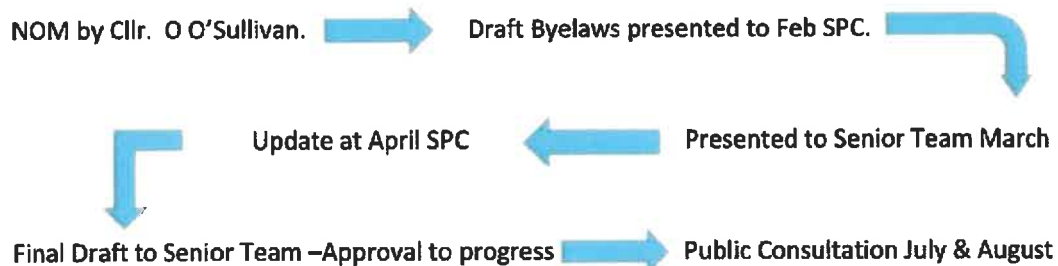 NOM by Cllr. O O’Sullivan.
Draft Byelaws presented to Feb SPC.
Presented to Senior Team March
Update at April SPC
Final Draft to Senior Team –Approval to progress
Public Consultation July & August